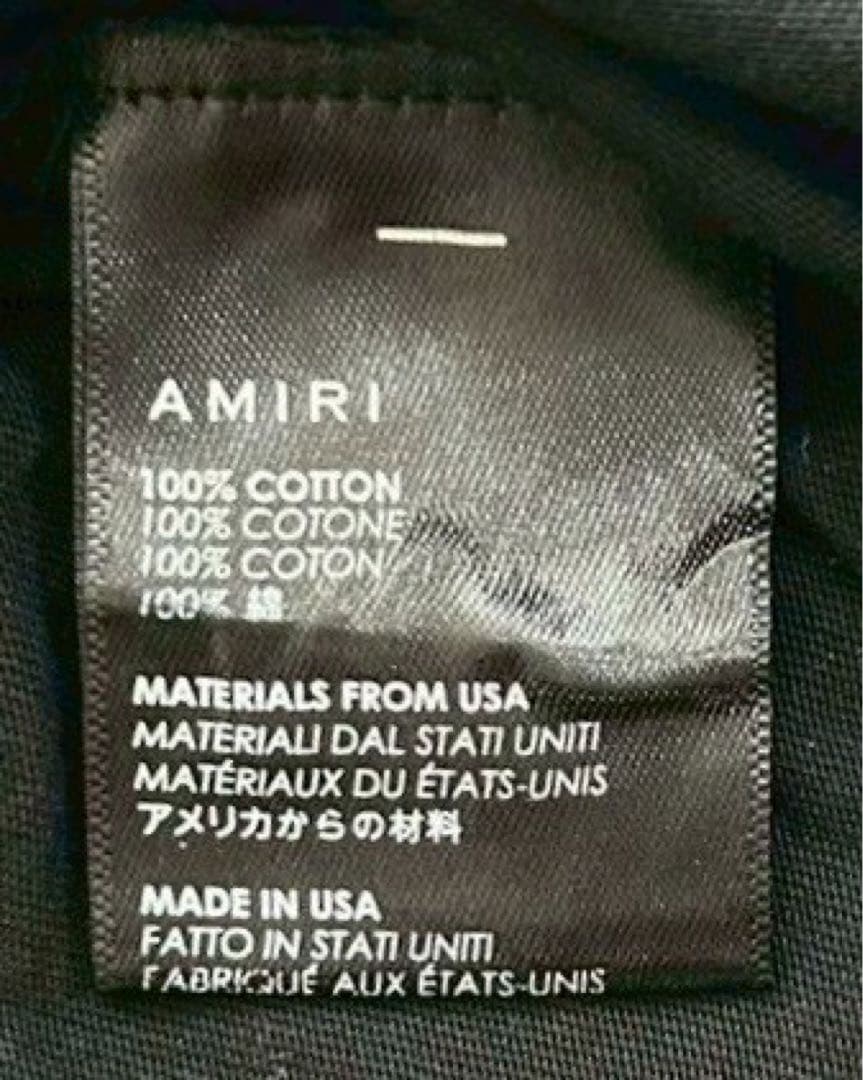 AMIRI
100% COTTON
100% COTONE
100% COTON
100% 綿
MATERIALS FROM USA
MATERIALI DAL STATI UNITI
MATÉRIAUX DU ÉTATS-UNIS
アメリカからの材料
MADE IN USA
FATTO IN STATI UNITI
FABRIQUÉ AUX ÉTATS-UNIS